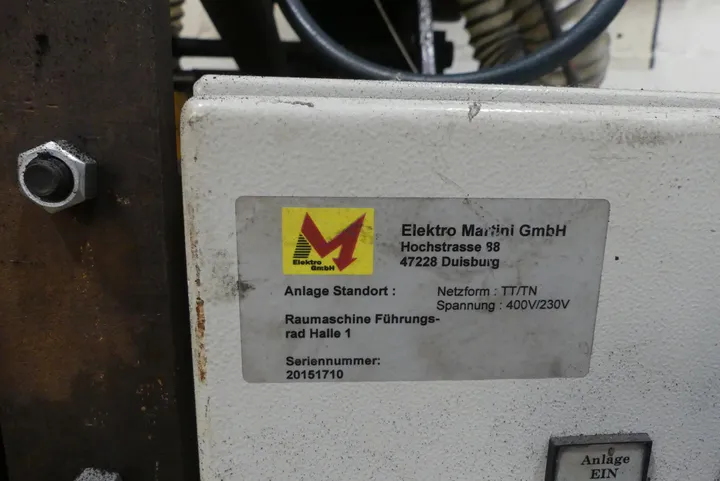 Elektro
GmbH
Elektro Martini GmbH
Hochstrasse 88
47228 Duisburg
Anlage Standort : Netzform : TT/TN
Spannung : 400V/230V
Raumaschine Führungs-
rad Halle 1
Seriennummer:
20151710
Anlage
EIN